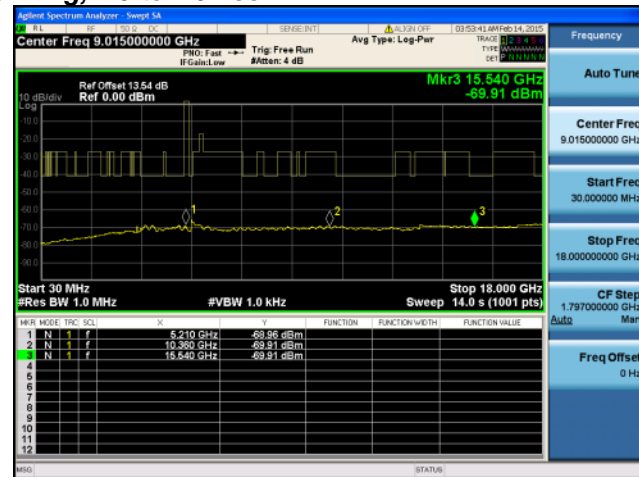 Agilent Spectrum Analyzer - Swept SA
RL RF 50 Ω DC SENSE:INT ALIGN OFF 03:53:41 AM Feb 14, 2015
Center Freq 9.015000000 GHz
PNO: Fast
IFGain:Low
Trig: Free Run
#Atten: 4 dB
Avg Type: Log-Pwr
TRACE 1 2 3 4 5 6
TYPE
DET P N N N N N
Frequency
Mkr3 15.540 GHz
-69.91 dBm
Ref Offset 13.54 dB
10 dB/div Ref 0.00 dBm
Log
-10.0
-20.0
-30.0
-40.0
-50.0
-60.0
-70.0
-80.0
-90.0
1
2
3
Start 30 MHz
Stop 18.000 GHz
#Res BW 1.0 MHz #VBW 1.0 kHz Sweep 14.0 s (1001 pts)
MKR MODE TRC SCL X Y FUNCTION FUNCTION WIDTH FUNCTION VALUE
1 N 1 f 5.210 GHz -68.96 dBm
2 N 1 f 10.360 GHz -69.91 dBm
3 N 1 f 15.540 GHz -69.91 dBm
4
5
6
7
8
9
10
11
12
MSG STATUS
Auto Tune
Center Freq
9.015000000 GHz
Start Freq
30.000000 MHz
Stop Freq
18.000000000 GHz
CF Step
1.797000000 GHz
Auto Man
Freq Offset
0 Hz